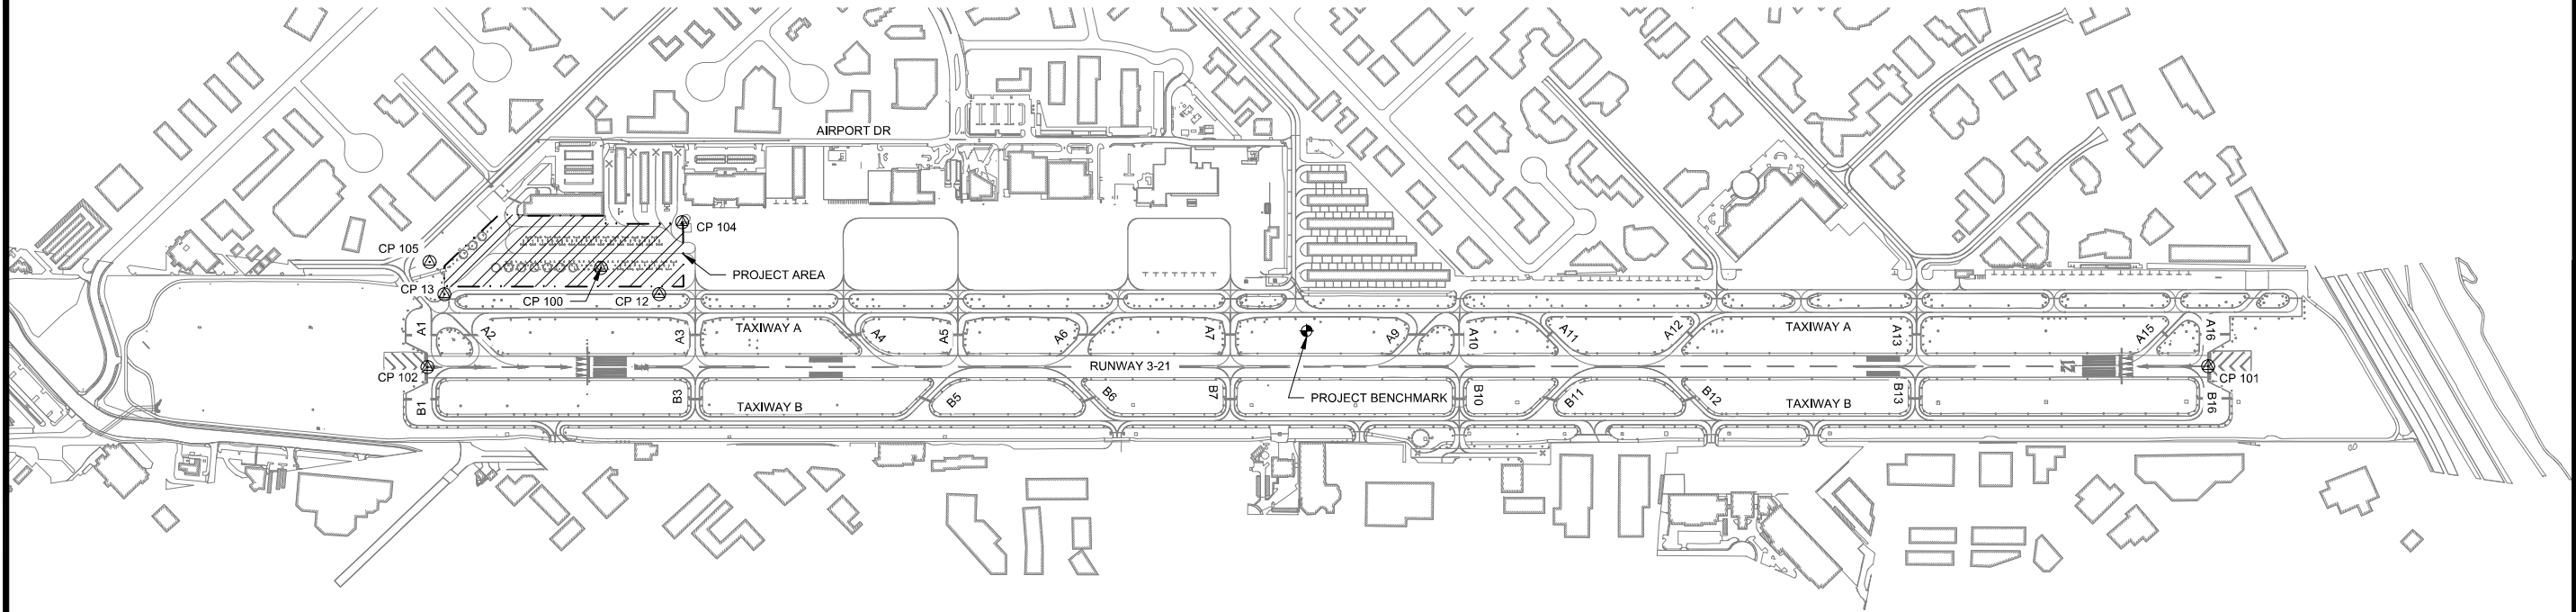 AIRPORT DR
CP 105
CP 104
PROJECT AREA
CP 13
CP 100
CP 12
A1
A2
A3
TAXIWAY A
A4
A5
A6
A7
A9
A10
A11
A12
TAXIWAY A
A13
A15
A16
RUNWAY 3-21
21
CP 102
CP 101
B1
B3
TAXIWAY B
B5
B6
B7
PROJECT BENCHMARK
B10
B11
B12
TAXIWAY B
B13
B16